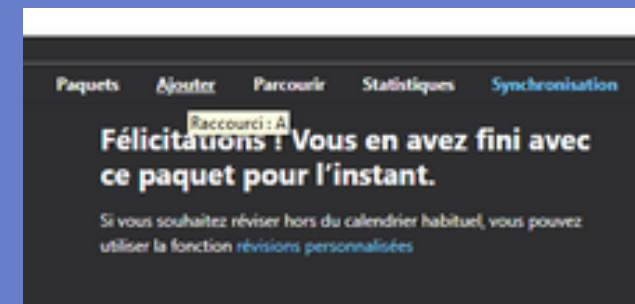 Paquets Ajouter Parcourir Statistiques Synchronisation
Raccourci : A
Félicitations ! Vous en avez fini avec
ce paquet pour l'instant.
Si vous souhaitez réviser hors du calendrier habituel, vous pouvez
utiliser la fonction révisions personnalisées